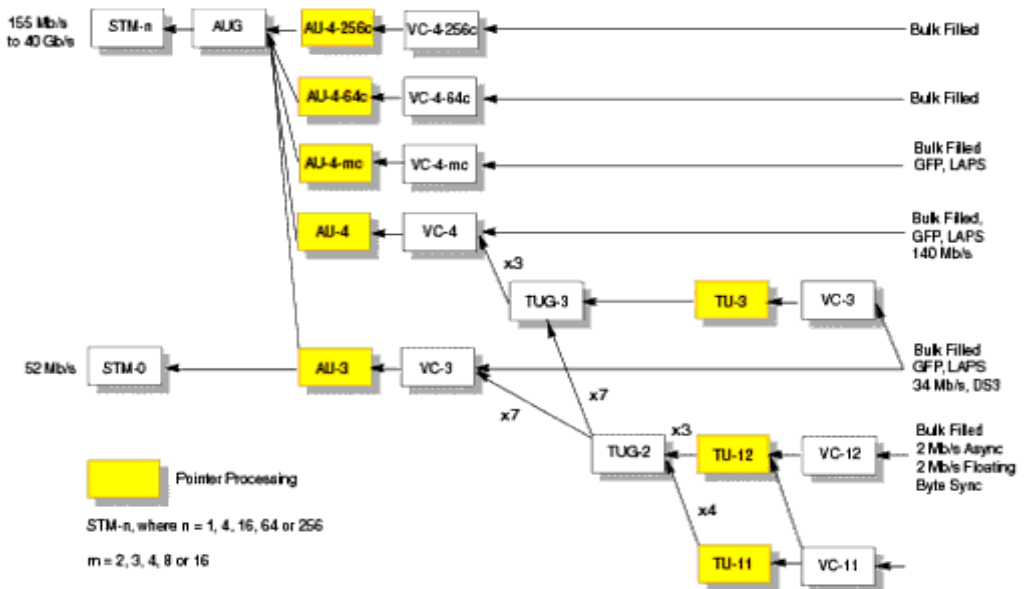 155 Mb/s
to 40 Gb/s
STM-n
AUG
AU-4-256c
VC-4-256c
Bulk Filled
AU-4-64c
VC-4-64c
Bulk Filled
AU-4-mc
VC-4-mc
Bulk Filled
GFP, LAPS
AU-4
VC-4
Bulk Filled,
GFP, LAPS
140 Mb/s
x3
TUG-3
TU-3
VC-3
52 Mb/s
STM-0
AU-3
VC-3
Bulk Filled
GFP, LAPS
34 Mb/s, DS3
x7
x7
TUG-2
x3
TU-12
VC-12
Bulk Filled
2 Mb/s Async
2 Mb/s Floating
Byte Sync
Pointer Processing
x4
STM-n, where n = 1, 4, 16, 64 or 256
m = 2, 3, 4, 8 or 16
TU-11
VC-11